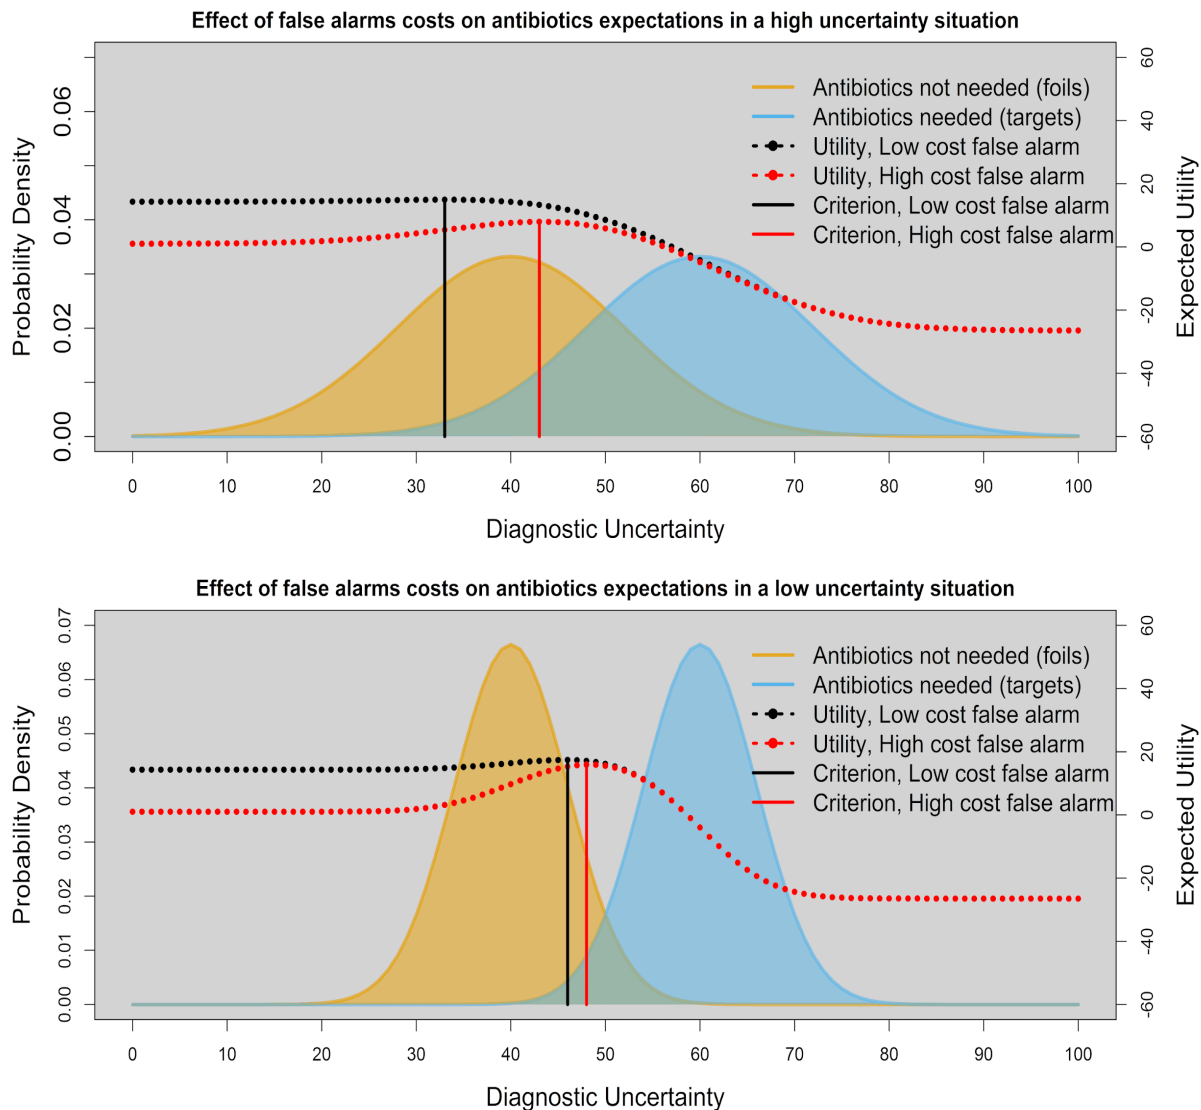 Effect of false alarms costs on antibiotics expectations in a high uncertainty situation
Antibiotics not needed (foils)
Antibiotics needed (targets)
Utility, Low cost false alarm
Utility, High cost false alarm
Criterion, Low cost false alarm
Criterion, High cost false alarm
Probability Density
0.00 0.02 0.04 0.06
Expected Utility
-60 -40 -20 0 20 40 60
0 10 20 30 40 50 60 70 80 90 100
Diagnostic Uncertainty
Effect of false alarms costs on antibiotics expectations in a low uncertainty situation
Antibiotics not needed (foils)
Antibiotics needed (targets)
Utility, Low cost false alarm
Utility, High cost false alarm
Criterion, Low cost false alarm
Criterion, High cost false alarm
Probability Density
0.00 0.01 0.02 0.03 0.04 0.05 0.06 0.07
Expected Utility
-60 -40 -20 0 20 40 60
0 10 20 30 40 50 60 70 80 90 100
Diagnostic Uncertainty